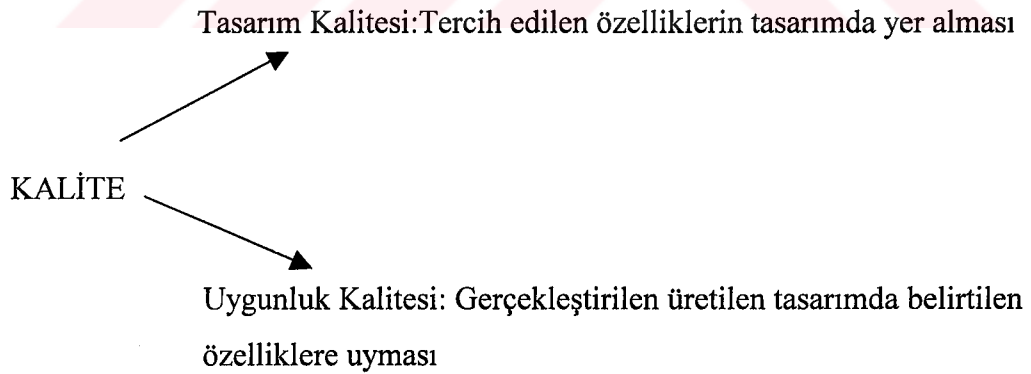 Tasarım Kalitesi:Tercih edilen özelliklerin tasarımda yer alması
KALİTE
Uygunluk Kalitesi: Gerçekleştirilen üretilen tasarımda belirtilen
özelliklere uyması